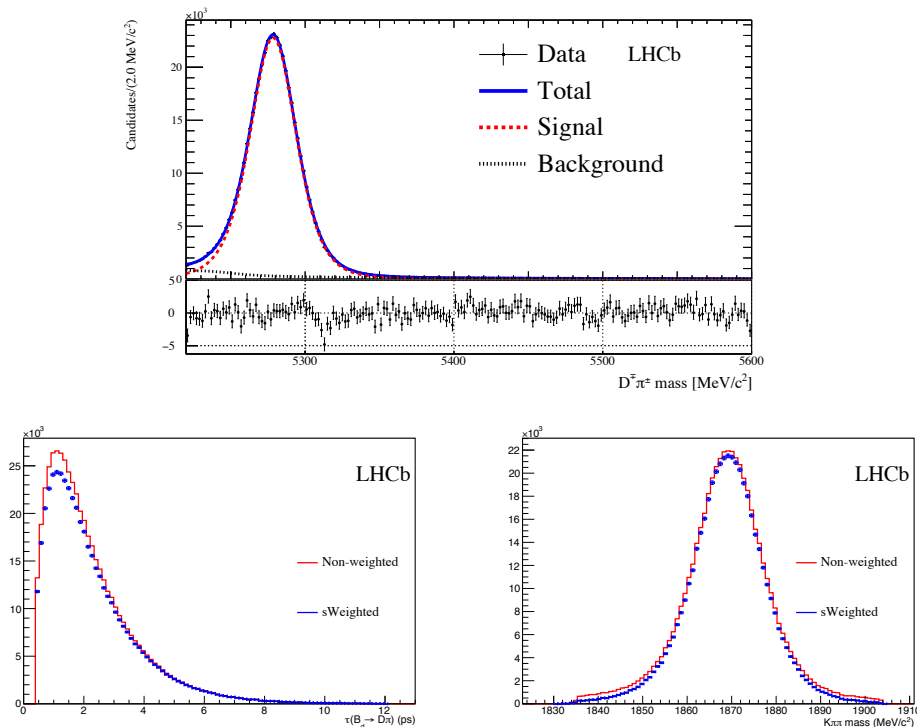 ×10³
Candidates/(2.0 MeV/c²)
20
15
10
5
Data LHCb
Total
Signal
Background
50
0
−5
5300 5400 5500 5600
D∓π± mass [MeV/c²]
×10³
25
20
15
10
5
0
LHCb
Non-weighted
sWeighted
0 2 4 6 8 10 12
τ(B_d → Dπ) (ps)
×10³
22
20
18
16
14
12
10
8
6
4
2
0
LHCb
Non-weighted
sWeighted
1830 1840 1850 1860 1870 1880 1890 1900 1910
Kππ mass (MeV/c²)